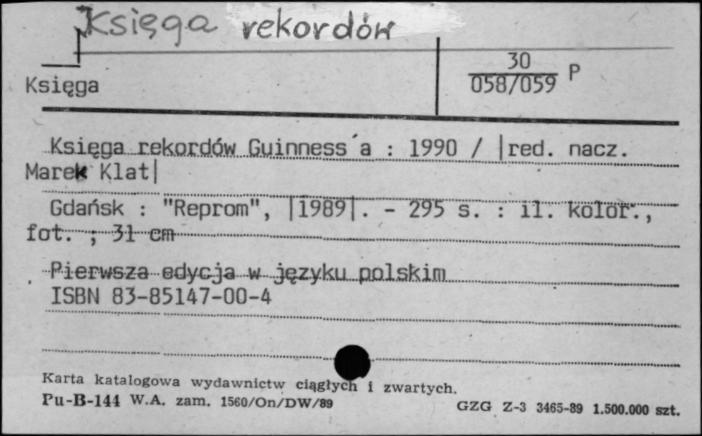 Księga rekordów
Księga
30
058/059 P
Księga rekordów Guinness´a : 1990 / |red. nacz.
Marek Klat|
Gdańsk : "Reprom", |1989|. - 295 s. : il. kolor.,
fot. ; 31 cm
Pierwsza edycja w języku polskim
ISBN 83-85147-00-4
Karta katalogowa wydawnictw ciągłych i zwartych.
Pu-B-144 W.A. zam. 1560/On/DW/89
GZG Z-3 3465-89 1.500.000 szt.